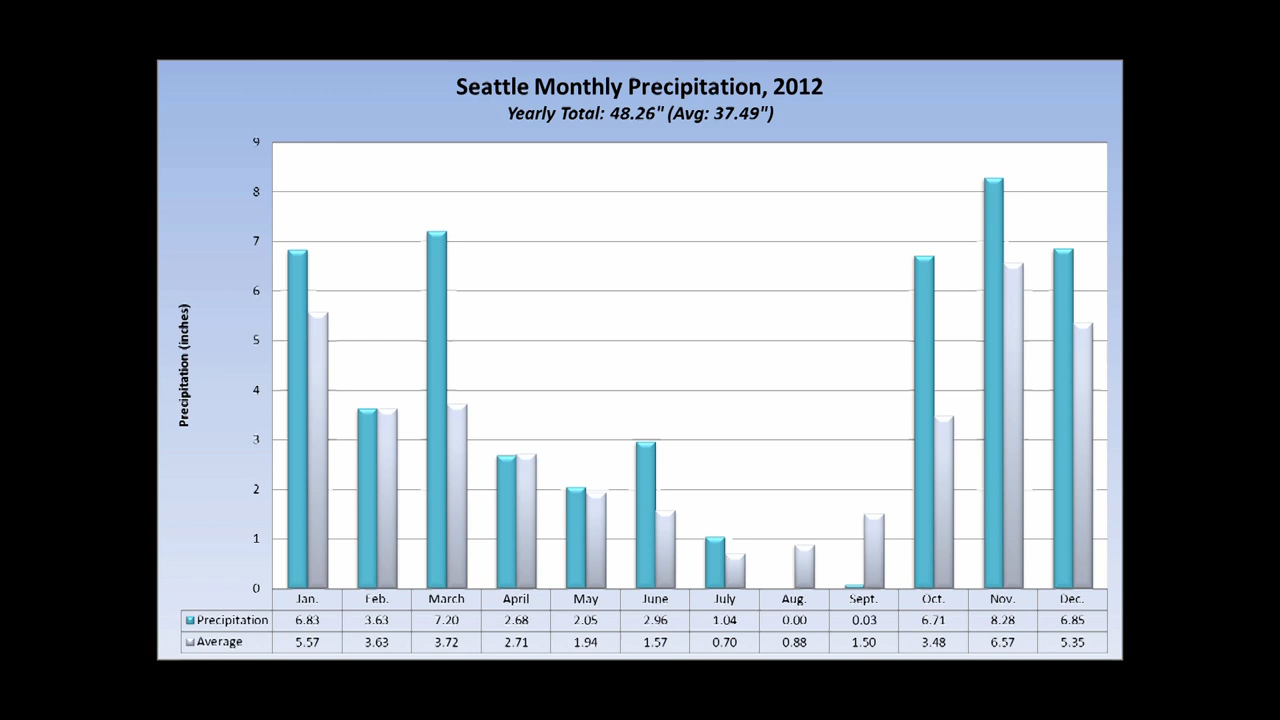 Seattle Monthly Precipitation, 2012
Yearly Total: 48.26" (Avg: 37.49")
9
8
7
6
5
4
3
2
1
0
Precipitation (inches)
Jan. Feb. March April May June July Aug. Sept. Oct. Nov. Dec.
Precipitation 6.83 3.63 7.20 2.68 2.05 2.96 1.04 0.00 0.03 6.71 8.28 6.85
Average 5.57 3.63 3.72 2.71 1.94 1.57 0.70 0.88 1.50 3.48 6.57 5.35